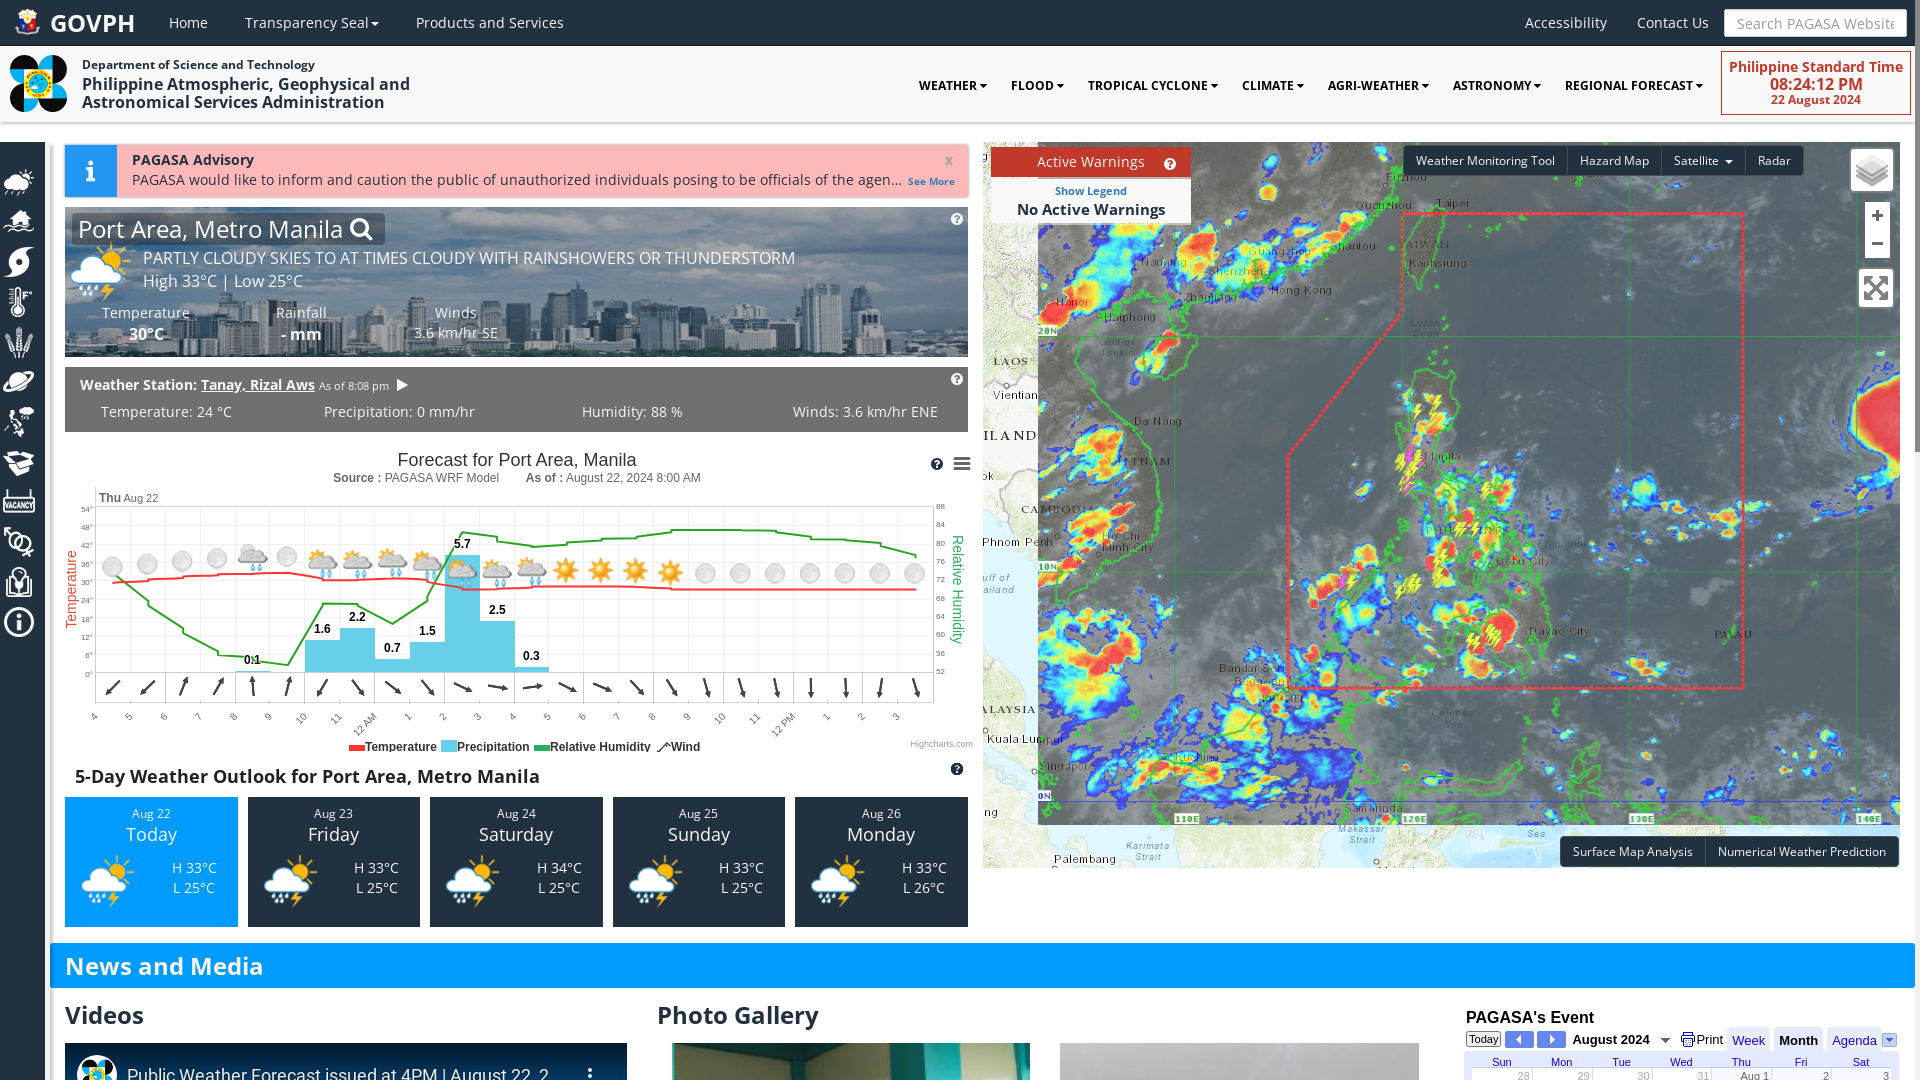 GOVPH
Home
Transparency Seal
Products and Services
Accessibility
Contact Us
Search PAGASA Website
Department of Science and Technology
Philippine Atmospheric, Geophysical and
Astronomical Services Administration
WEATHER
FLOOD
TROPICAL CYCLONE
CLIMATE
AGRI-WEATHER
ASTRONOMY
REGIONAL FORECAST
Philippine Standard Time
08:24:12 PM
22 August 2024
VACANCY
PAGASA Advisory
x
PAGASA would like to inform and caution the public of unauthorized individuals posing to be officials of the agen... See More
Port Area, Metro Manila
PARTLY CLOUDY SKIES TO AT TIMES CLOUDY WITH RAINSHOWERS OR THUNDERSTORM
High 33°C | Low 25°C
Temperature
30°C
Rainfall
- mm
Winds
3.6 km/hr SE
Weather Station: Tanay, Rizal Aws As of 8:08 pm
Temperature: 24 °C
Precipitation: 0 mm/hr
Humidity: 88 %
Winds: 3.6 km/hr ENE
Forecast for Port Area, Manila
Source : PAGASA WRF Model As of : August 22, 2024 8:00 AM
Thu Aug 22
Temperature
54°
48°
42°
36°
30°
24°
18°
12°
6°
0°
0.1
1.6
2.2
0.7
1.5
5.7
2.5
0.3
88
84
80
76
72
68
64
60
56
52
Relative Humidity
4 5 6 7 8 9 10 11 12 AM 1 2 3 4 5 6 7 8 9 10 11 12 PM 1 2 3
Temperature Precipitation Relative Humidity Wind
Highcharts.com
5-Day Weather Outlook for Port Area, Metro Manila
Aug 22
Today
H 33°C
L 25°C
Aug 23
Friday
H 33°C
L 25°C
Aug 24
Saturday
H 34°C
L 25°C
Aug 25
Sunday
H 33°C
L 25°C
Aug 26
Monday
H 33°C
L 26°C
Active Warnings
Show Legend
No Active Warnings
Weather Monitoring Tool
Hazard Map
Satellite
Radar
+
−
Fuzhou
Taipei
Quanzhou
Shantou
TAIWAN
Kaohsiung
Guangzhou
Nanning
Shenzhen
Hong Kong
Zhanjiang
Hanoi
Haiphong
20N
Gulf of
Tonkin
Luzon
Strait
LAOS
Vientiane
Da Nang
ILAND
VIETNAM
ok
Manila
CAMBODIA
Phnom Penh
Ho Chi
Minh City
PHILIPPINES
Cebu City
10N
ulf of
ailand
Davao City
PALAU
Bandar Seri
Begawan
BRUNEI
ALAYSIA
Celebes
Sea
Kuala Lumpur
Kuching
Singapore
0N
Samarinda
ng
110E
120E
130E
140E
Makassar
Strait
Sea
Karimata
Strait
Palembang
Surface Map Analysis
Numerical Weather Prediction
News and Media
Videos
Photo Gallery
Public Weather Forecast issued at 4PM | August 22, 2
PAGASA's Event
Today
August 2024
Print
Week
Month
Agenda
Sun Mon Tue Wed Thu Fri Sat
28 29 30 31 Aug 1 2 3